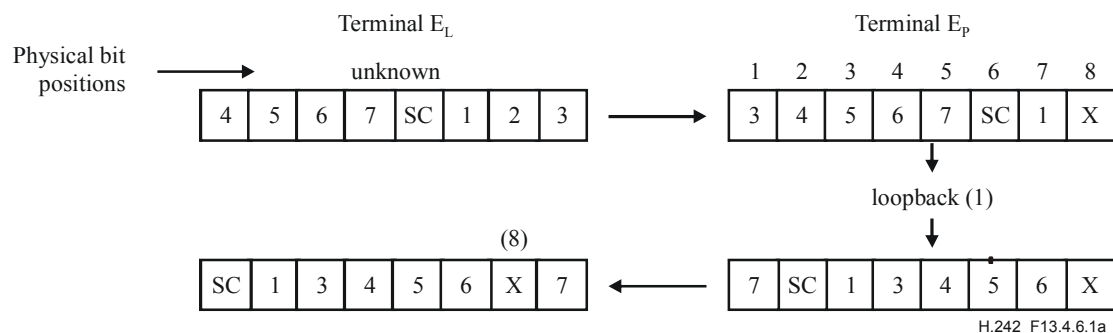 Terminal E_L Terminal E_P
Physical bit
positions
unknown 1 2 3 4 5 6 7 8
4 5 6 7 SC 1 2 3 3 4 5 6 7 SC 1 X
loopback (1)
(8)
SC 1 3 4 5 6 X 7 7 SC 1 3 4 5 6 X
H.242_F13.4.6.1a